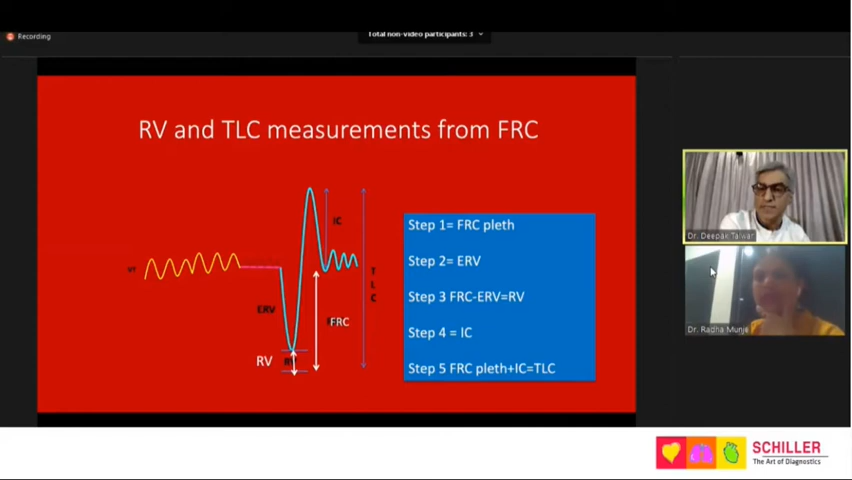 Recording
Total non-video participants: 3
RV and TLC measurements from FRC
IC
VT
T
L
C
ERV
FRC
RV
RV
Step 1= FRC pleth
Step 2= ERV
Step 3 FRC-ERV=RV
Step 4 = IC
Step 5 FRC pleth+IC=TLC
Dr. Deepak Talwar
Dr. Radha Munje
SCHILLER
The Art of Diagnostics